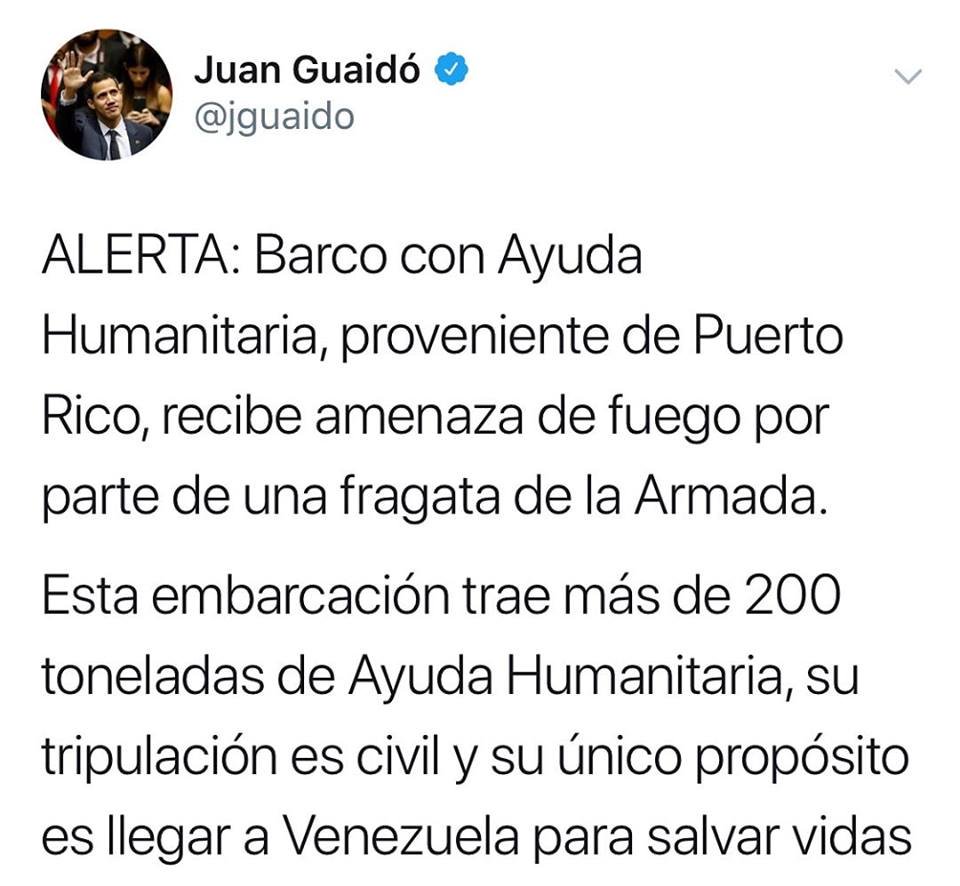 Juan Guaidó
@jguaido
ALERTA: Barco con Ayuda
Humanitaria, proveniente de Puerto
Rico, recibe amenaza de fuego por
parte de una fragata de la Armada.
Esta embarcación trae más de 200
toneladas de Ayuda Humanitaria, su
tripulación es civil y su único propósito
es llegar a Venezuela para salvar vidas